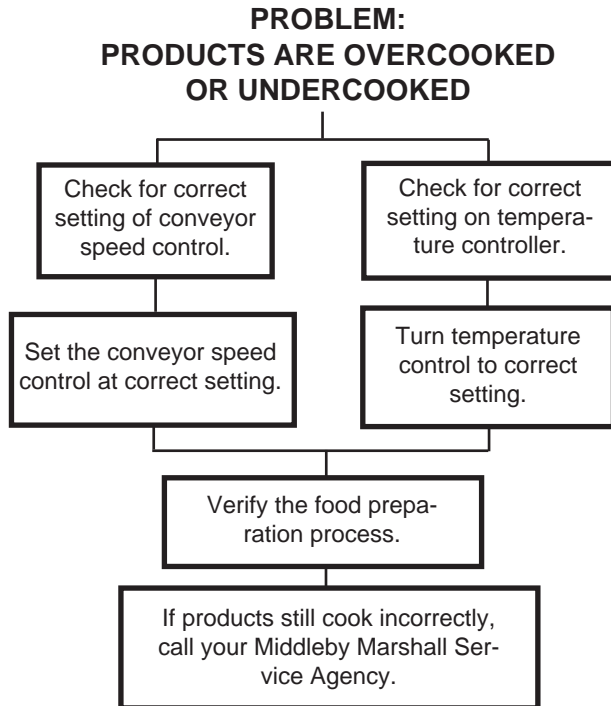 PROBLEM:
PRODUCTS ARE OVERCOOKED
OR UNDERCOOKED
Check for correct
setting of conveyor
speed control.
Check for correct
setting on tempera-
ture controller.
Set the conveyor speed
control at correct setting.
Turn temperature
control to correct
setting.
Verify the food prepa-
ration process.
If products still cook incorrectly,
call your Middleby Marshall Ser-
vice Agency.